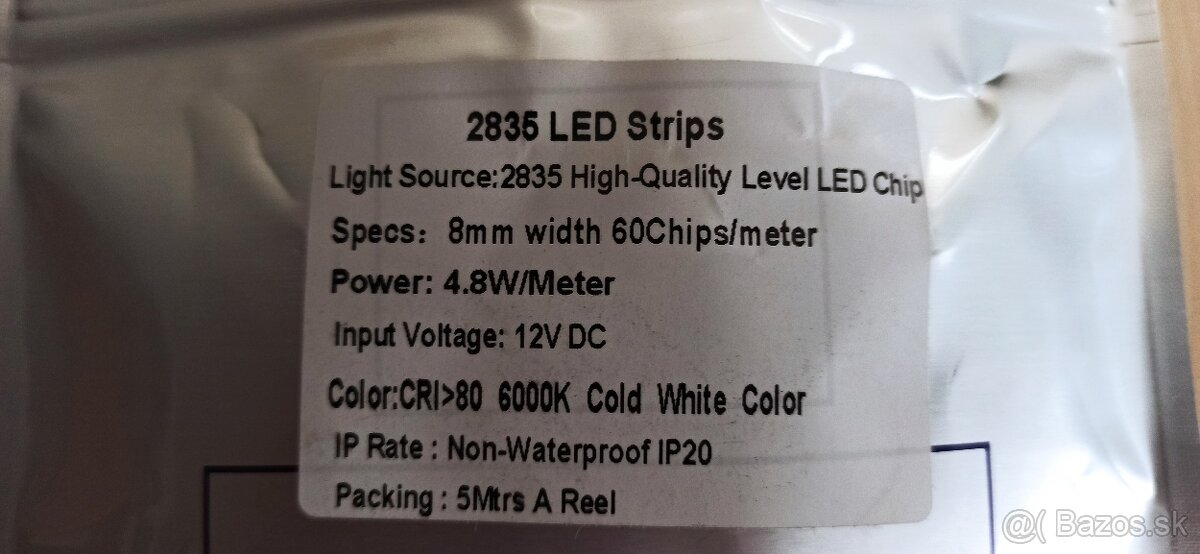 2835 LED Strips
Light Source:2835 High-Quality Level LED Chip
Specs: 8mm width 60Chips/meter
Power: 4.8W/Meter
Input Voltage: 12V DC
Color:CRI>80 6000K Cold White Color
IP Rate : Non-Waterproof IP20
Packing : 5Mtrs A Reel
@( Bazos.sk